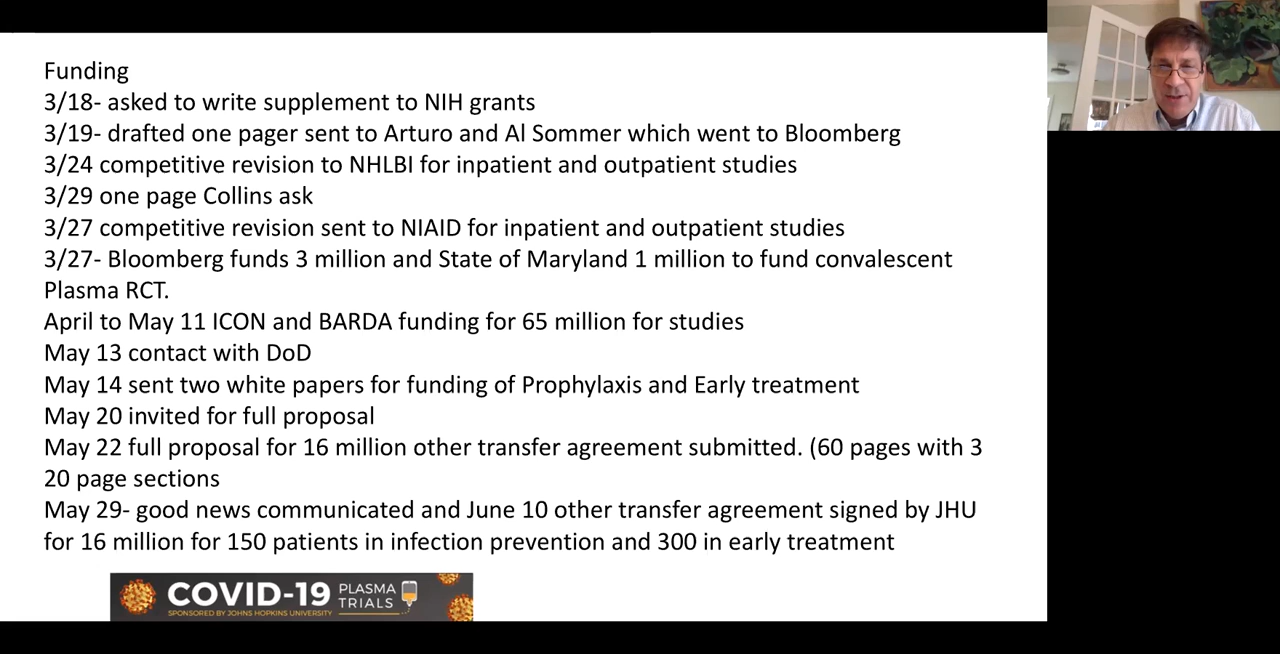 Funding
3/18- asked to write supplement to NIH grants
3/19- drafted one pager sent to Arturo and Al Sommer which went to Bloomberg
3/24 competitive revision to NHLBI for inpatient and outpatient studies
3/29 one page Collins ask
3/27 competitive revision sent to NIAID for inpatient and outpatient studies
3/27- Bloomberg funds 3 million and State of Maryland 1 million to fund convalescent
Plasma RCT.
April to May 11 ICON and BARDA funding for 65 million for studies
May 13 contact with DoD
May 14 sent two white papers for funding of Prophylaxis and Early treatment
May 20 invited for full proposal
May 22 full proposal for 16 million other transfer agreement submitted. (60 pages with 3
20 page sections
May 29- good news communicated and June 10 other transfer agreement signed by JHU
for 16 million for 150 patients in infection prevention and 300 in early treatment
COVID-19 PLASMA TRIALS
SPONSORED BY JOHNS HOPKINS UNIVERSITY